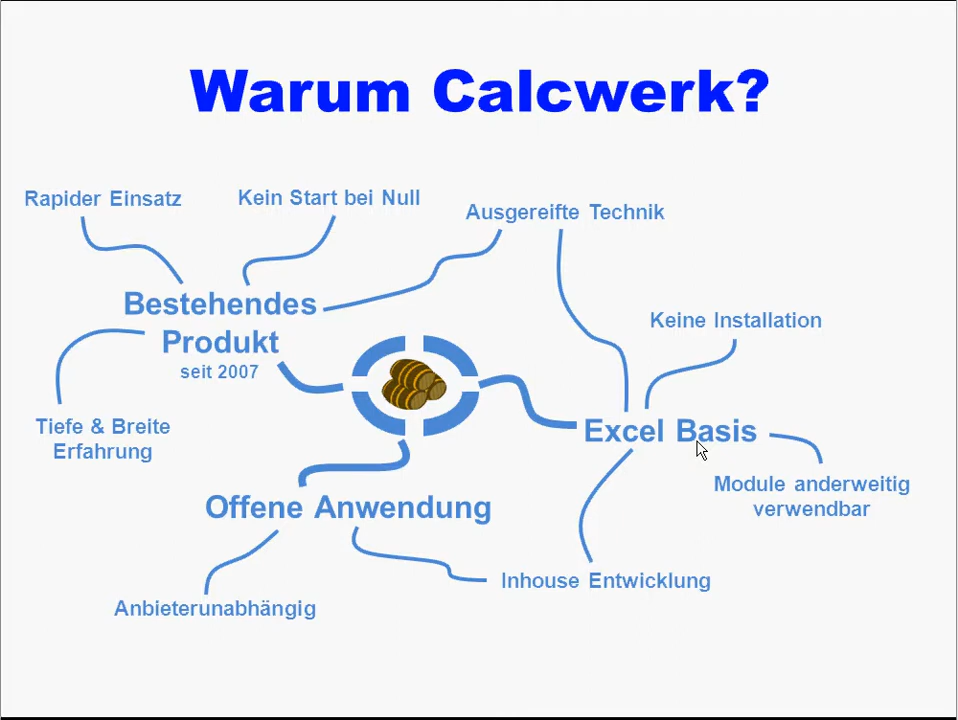 Warum Calcwerk?
Rapider Einsatz
Kein Start bei Null
Ausgereifte Technik
Bestehendes
Produkt
seit 2007
Keine Installation
Tiefe & Breite
Erfahrung
Excel Basis
Module anderweitig
verwendbar
Offene Anwendung
Inhouse Entwicklung
Anbieterunabhängig